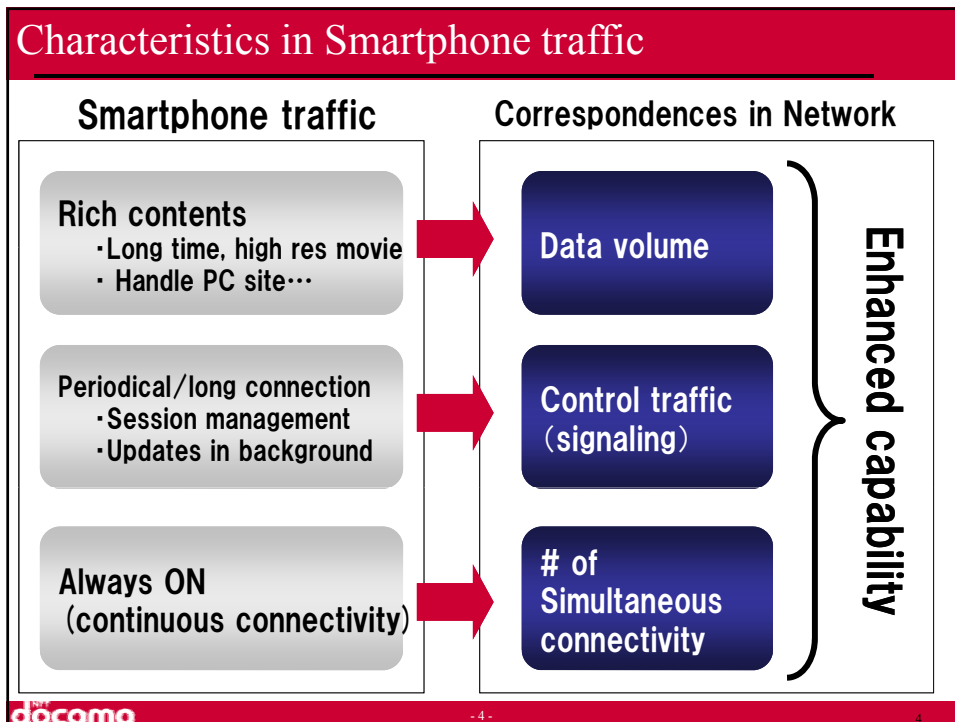 Characteristics in Smartphone traffic
Smartphone traffic
Rich contents
・Long time, high res movie
・ Handle PC site…
Periodical/long connection
・Session management
・Updates in background
Always ON
（continuous connectivity）
Correspondences in Network
Data volume
Control traffic
（signaling）
# of
Simultaneous
connectivity
Enhanced capability
NTT
docomo
- 4 -
4